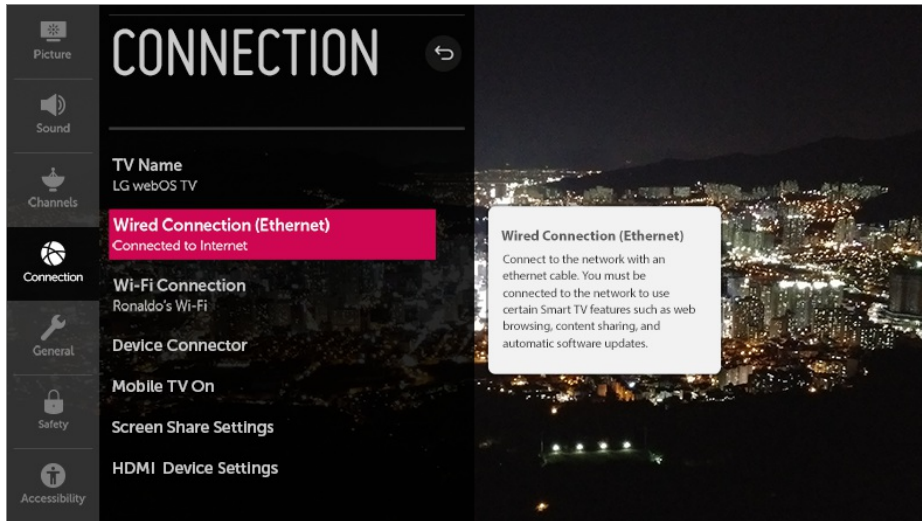 Picture
Sound
Channels
Connection
General
Safety
Accessibility
CONNECTION
TV Name
LG webOS TV
Wired Connection (Ethernet)
Connected to Internet
Wi-Fi Connection
Ronaldo's Wi-Fi
Device Connector
Mobile TV On
Screen Share Settings
HDMI Device Settings
Wired Connection (Ethernet)
Connect to the network with an
ethernet cable. You must be
connected to the network to use
certain Smart TV features such as web
browsing, content sharing, and
automatic software updates.